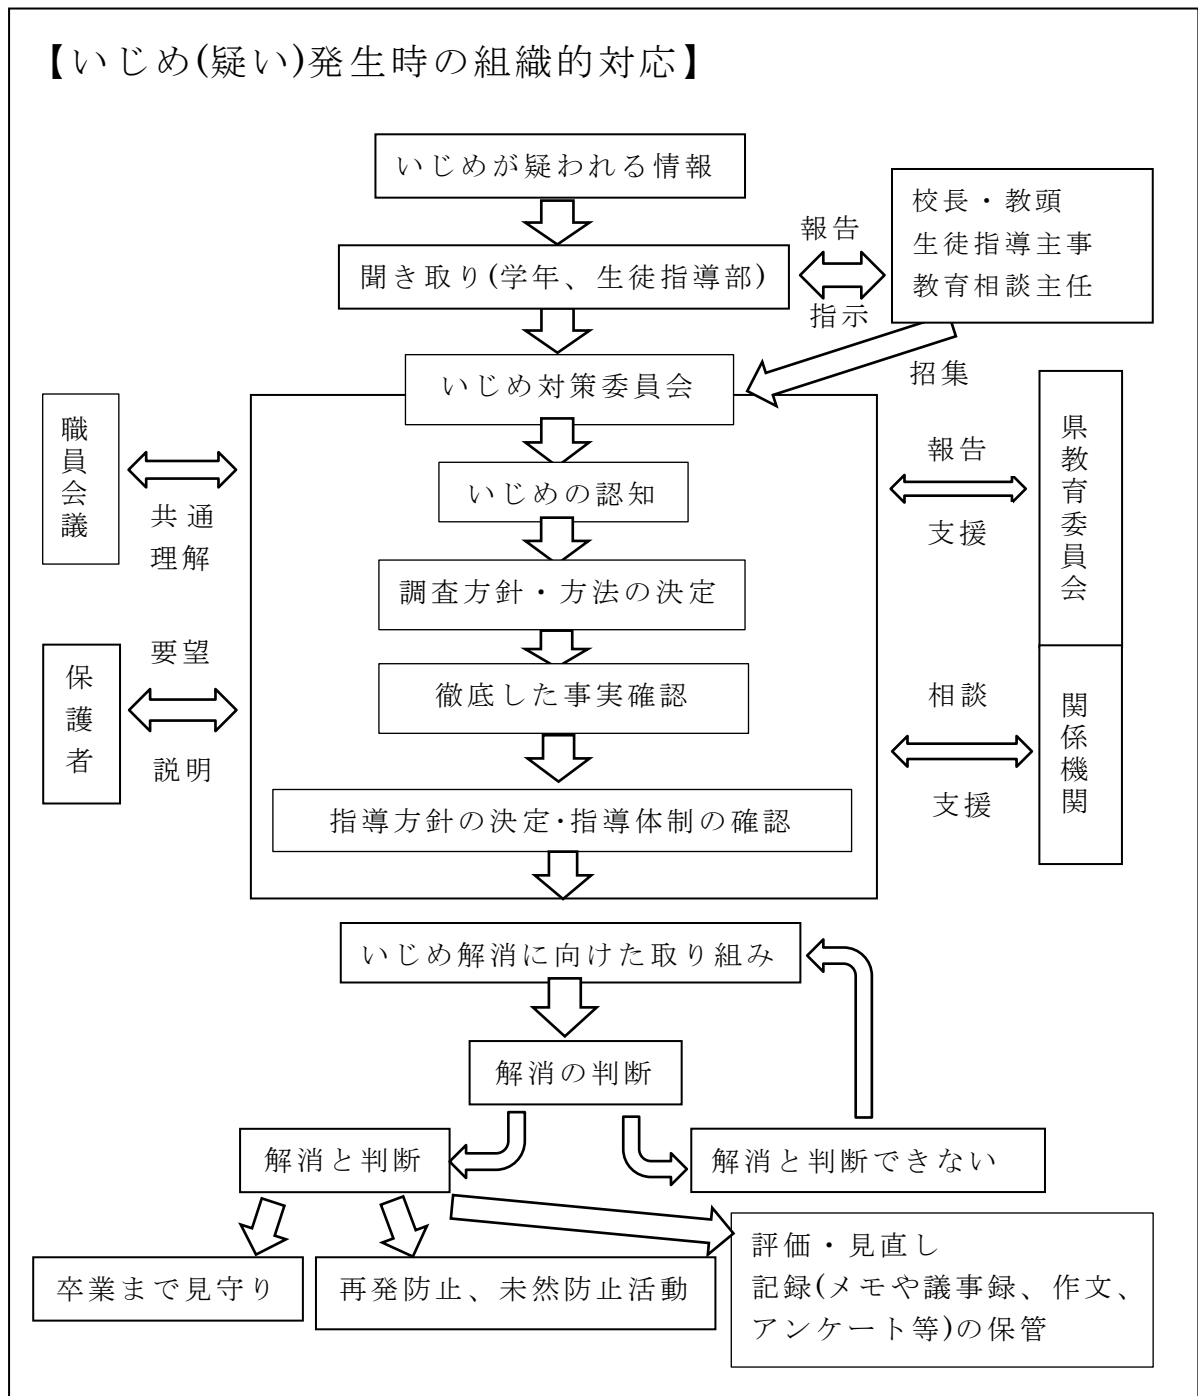 【いじめ(疑い)発生時の組織的対応】
いじめが疑われる情報
聞き取り(学年、生徒指導部)
報告
指示
校長・教頭
生徒指導主事
教育相談主任
招集
いじめ対策委員会
いじめの認知
調査方針・方法の決定
徹底した事実確認
指導方針の決定・指導体制の確認
職員会議
共通
理解
保護者
要望
説明
報告
支援
県教育委員会
相談
支援
関係機関
いじめ解消に向けた取り組み
解消の判断
解消と判断
解消と判断できない
卒業まで見守り
再発防止、未然防止活動
評価・見直し
記録(メモや議事録、作文、
アンケート等)の保管